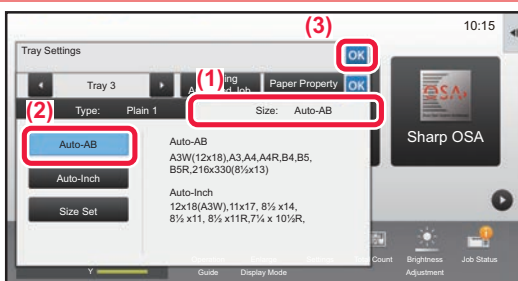 (3)
10:15
Tray Settings
OK
Tray 3
(1)
Paper Property
OK
(2)
Type: Plain 1
Size: Auto-AB
Auto-AB
Auto-AB
A3W(12x18),A3,A4,A4R,B4,B5,
B5R,216x330(8½x13)
Auto-Inch
Auto-Inch
12x18(A3W),11x17, 8½ x14,
8½ x11, 8½ x11R,7¼ x 10½R,
Size Set
Sharp OSA
Y
Guide
Display Mode
Count
Brightness
Adjustment
Job Status